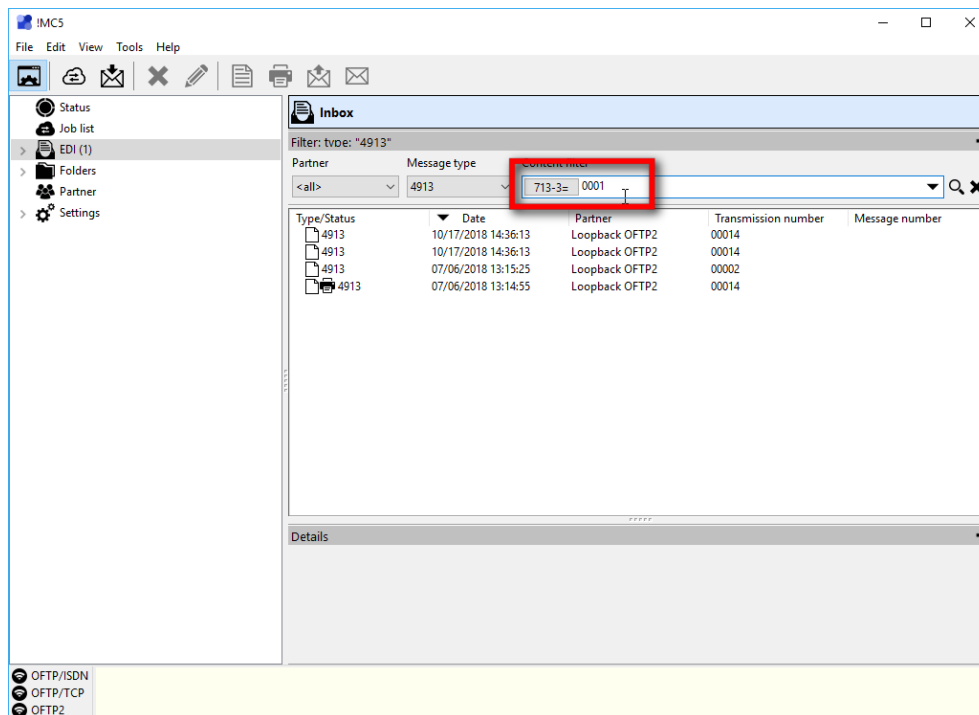 !MC5
File Edit View Tools Help
Status
Job list
EDI (1)
Folders
Partner
Settings
Inbox
Filter: type: "4913"
Partner Message type Content filter
<all> 4913 713-3= 0001
Type/Status Date Partner Transmission number Message number
4913 10/17/2018 14:36:13 Loopback OFTP2 00014
4913 10/17/2018 14:36:13 Loopback OFTP2 00014
4913 07/06/2018 13:15:25 Loopback OFTP2 00002
4913 07/06/2018 13:14:55 Loopback OFTP2 00014
Details
OFTP/ISDN
OFTP/TCP
OFTP2